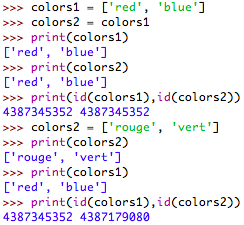 >>> colors1 = ['red', 'blue']
>>> colors2 = colors1
>>> print(colors1)
['red', 'blue']
>>> print(colors2)
['red', 'blue']
>>> print(id(colors1),id(colors2))
4387345352 4387345352
>>> colors2 = ['rouge', 'vert']
>>> print(colors2)
['rouge', 'vert']
>>> print(colors1)
['red', 'blue']
>>> print(id(colors1),id(colors2))
4387345352 4387179080